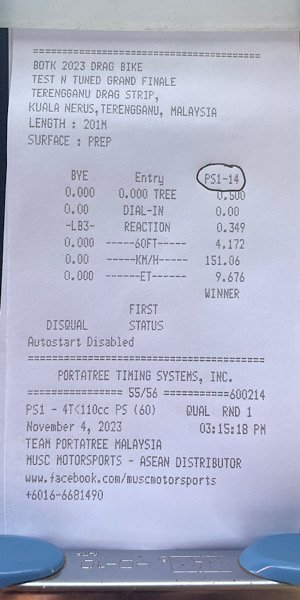 BOTK 2023 DRAG BIKE
TEST N TUNED GRAND FINALE
TERENGGANU DRAG STRIP,
KUALA NERUS,TERENGGANU, MALAYSIA
LENGTH : 201M
SURFACE : PREP
BYE Entry PS1-14
0.000 0.000 TREE 0.500
0.00 DIAL-IN 0.00
-LB3- REACTION 0.349
0.000 ------60FT----- 4.172
0.00 -----KM/H----- 151.06
0.000 ------ET----- 9.676
WINNER
FIRST
DISQUAL STATUS
Autostart Disabled
PORTATREE TIMING SYSTEMS, INC.
=============== 55/56 ===========600214
PS1 - 4T<110cc PS (60) QUAL RND 1
November 4, 2023 03:15:18 PM
TEAM PORTATREE MALAYSIA
MUSC MOTORSPORTS - ASEAN DISTRIBUTOR
www.facebook.com/muscmotorsports
+6016-6681490